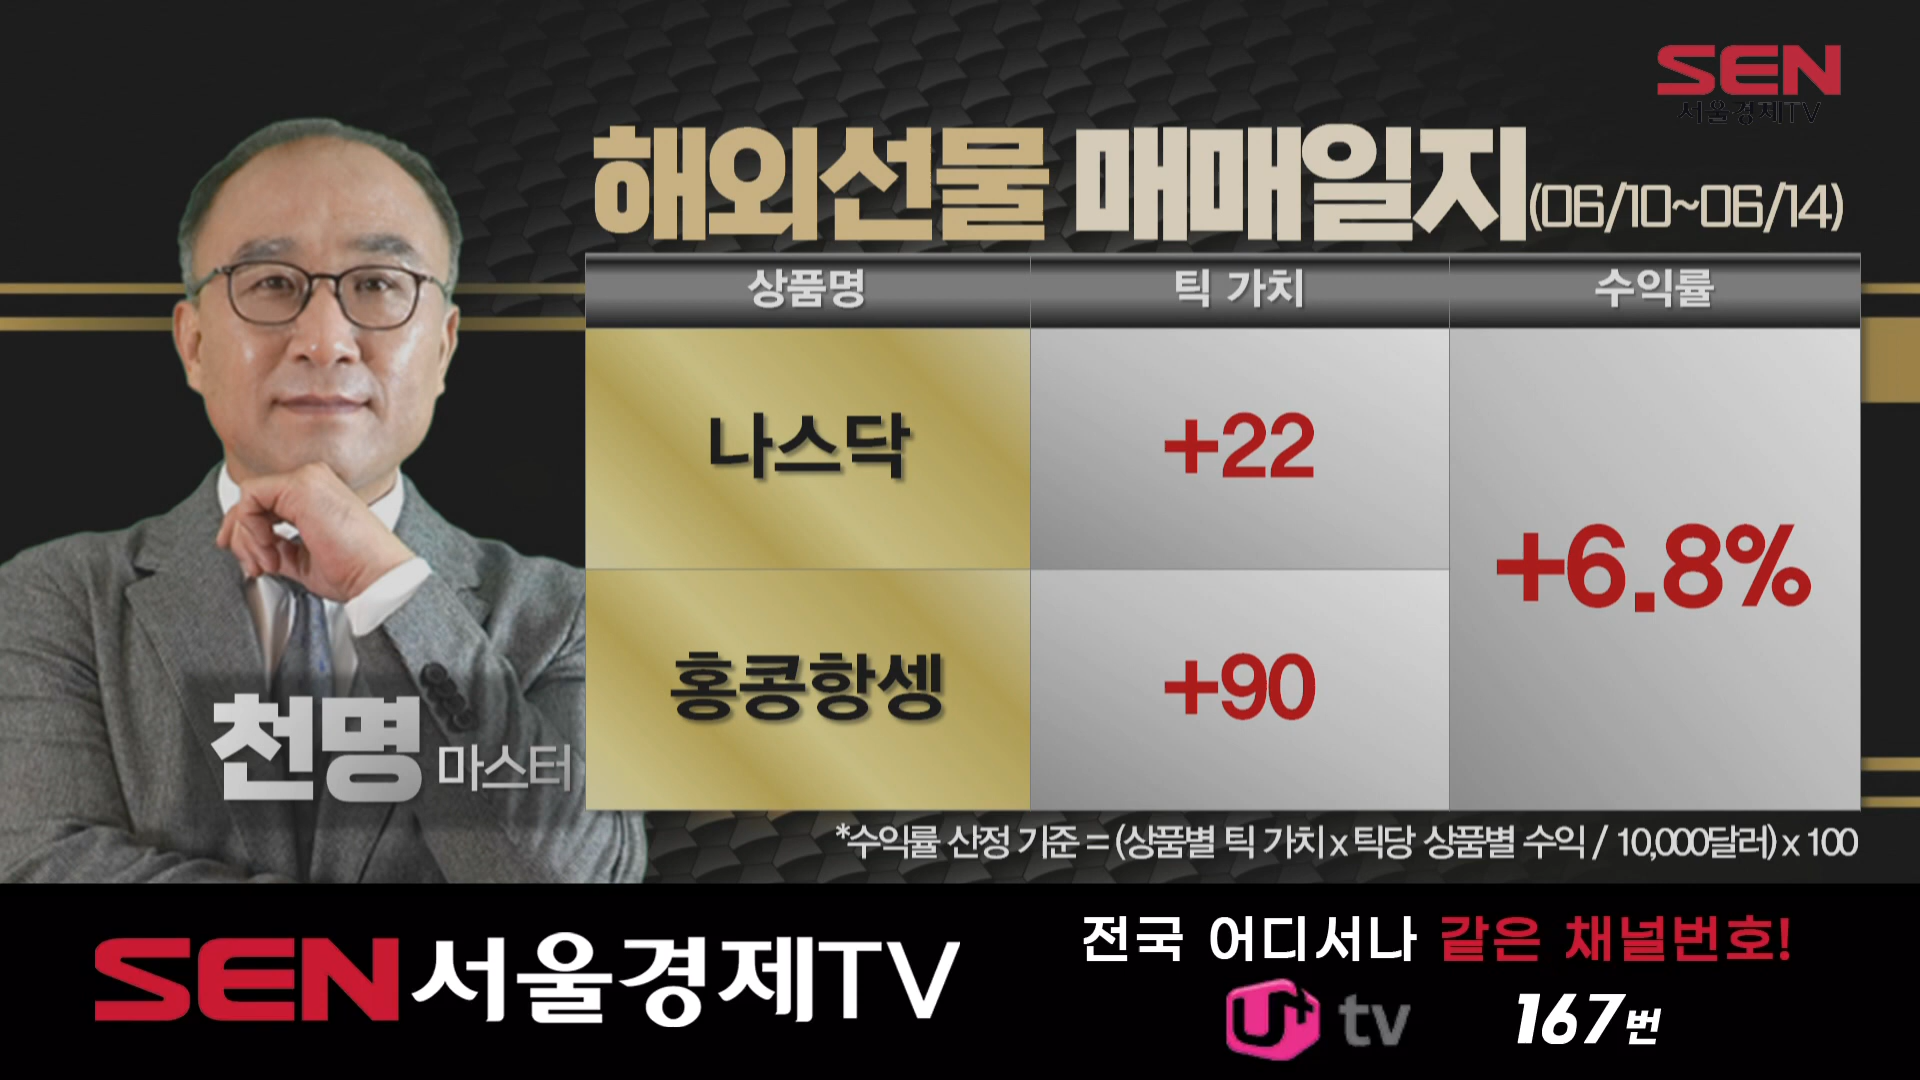 SEN
서울경제TV
해외선물 매매일지(06/10~06/14)
상품명 틱 가치 수익률
나스닥 +22
+6.8%
홍콩항셍 +90
천명 마스터
*수익률 산정 기준 = (상품별 틱 가치 x 틱당 상품별 수익 / 10,000달러) x 100
SEN서울경제TV
전국 어디서나 같은 채널번호!
U+ tv 167번